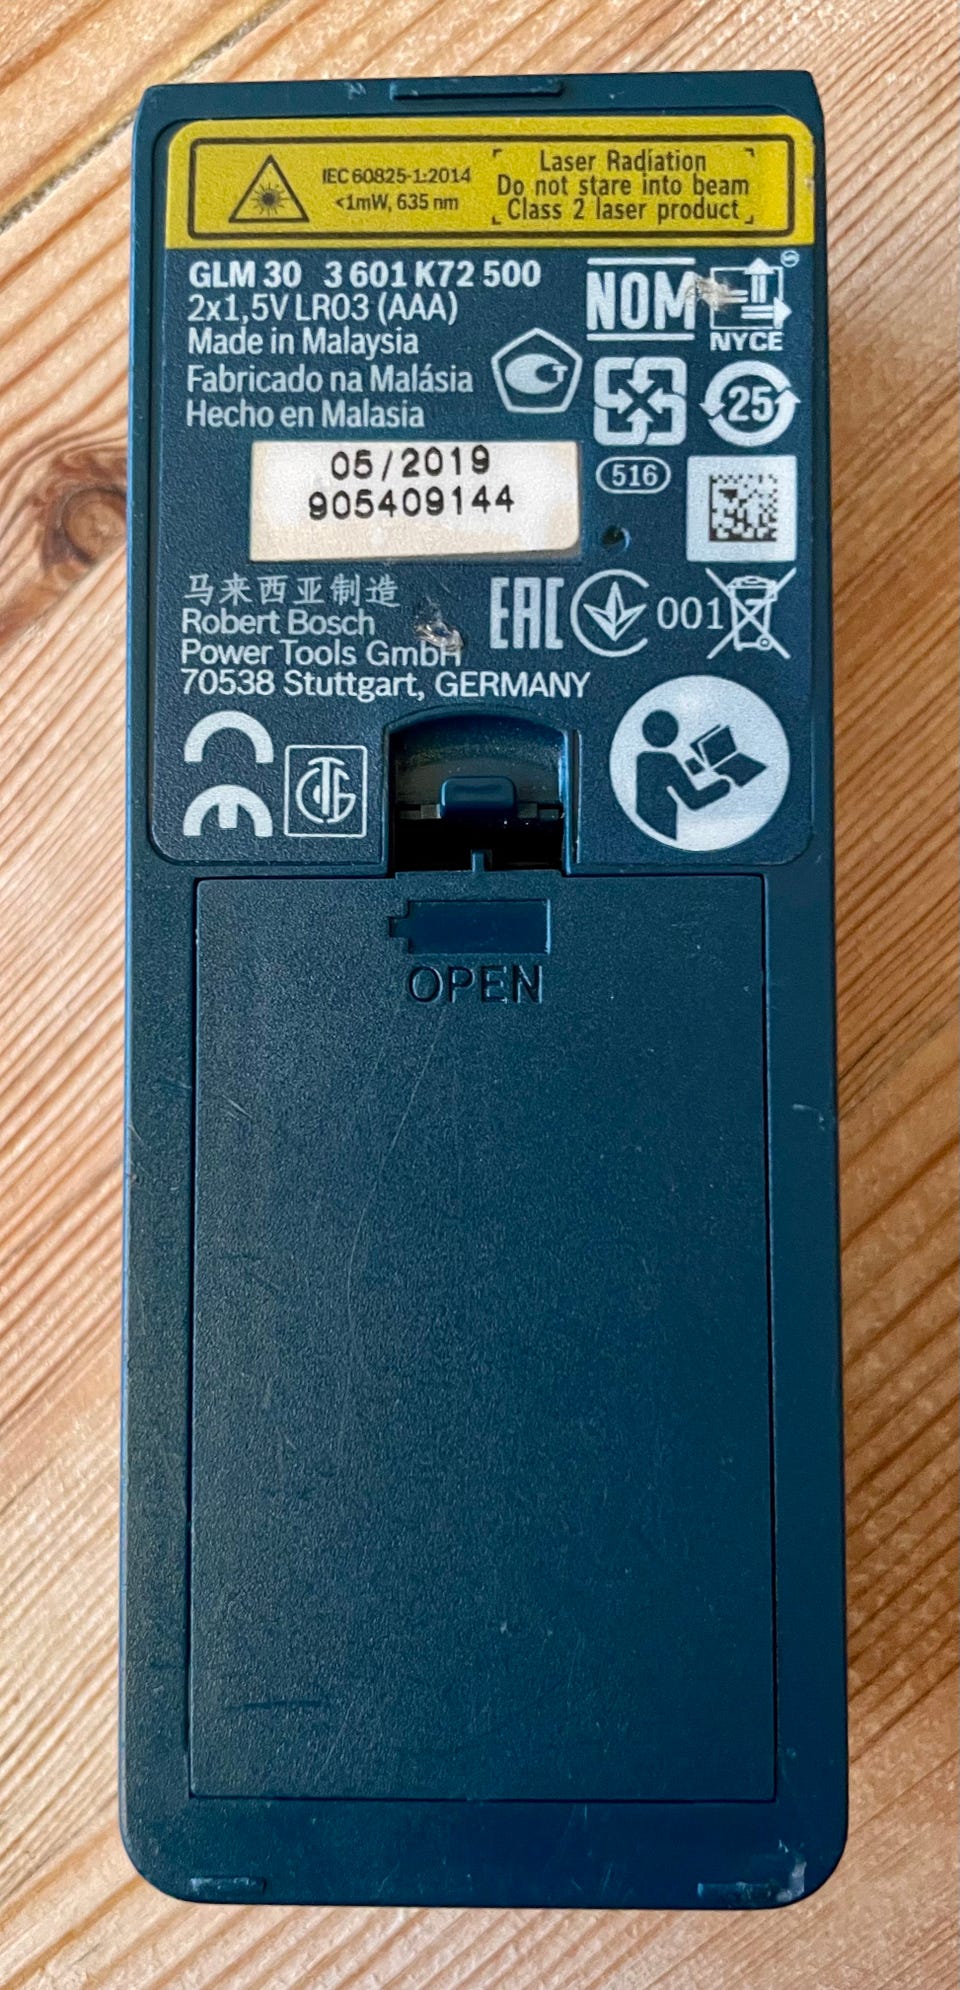 IEC 60825-1:2014
<1mW, 635 nm
Laser Radiation
Do not stare into beam
Class 2 laser product
GLM 30 3 601 K72 500
2x1,5V LR03 (AAA)
Made in Malaysia
Fabricado na Malásia
Hecho en Malasia
NOM
NYCE
25
05/2019
905409144
516
马来西亚制造
Robert Bosch
Power Tools GmbH
70538 Stuttgart, GERMANY
EAC
001
CE
OPEN